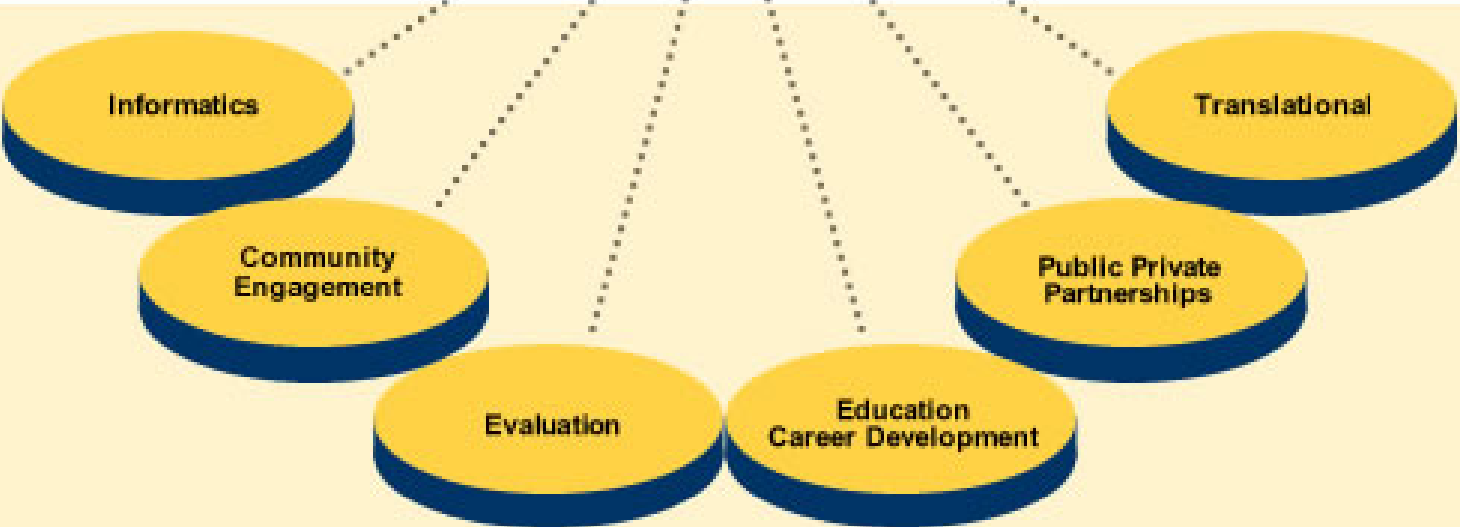 Informatics
Translational
Community
Engagement
Public Private
Partnerships
Evaluation
Education
Career Development